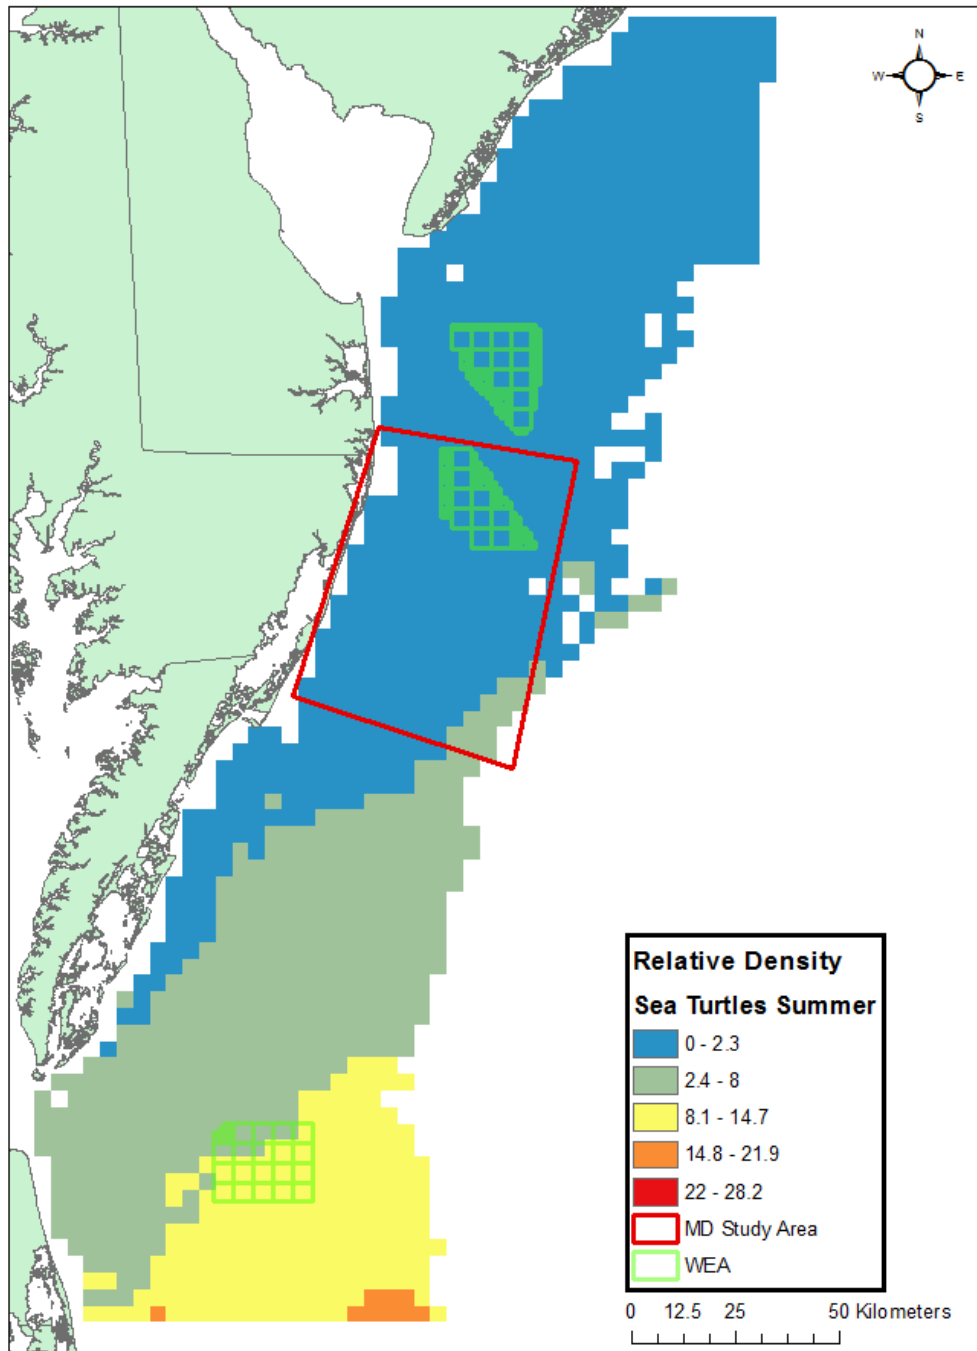 N
W E
S
Relative Density
Sea Turtles Summer
0 - 2.3
2.4 - 8
8.1 - 14.7
14.8 - 21.9
22 - 28.2
MD Study Area
WEA
0 12.5 25 50 Kilometers